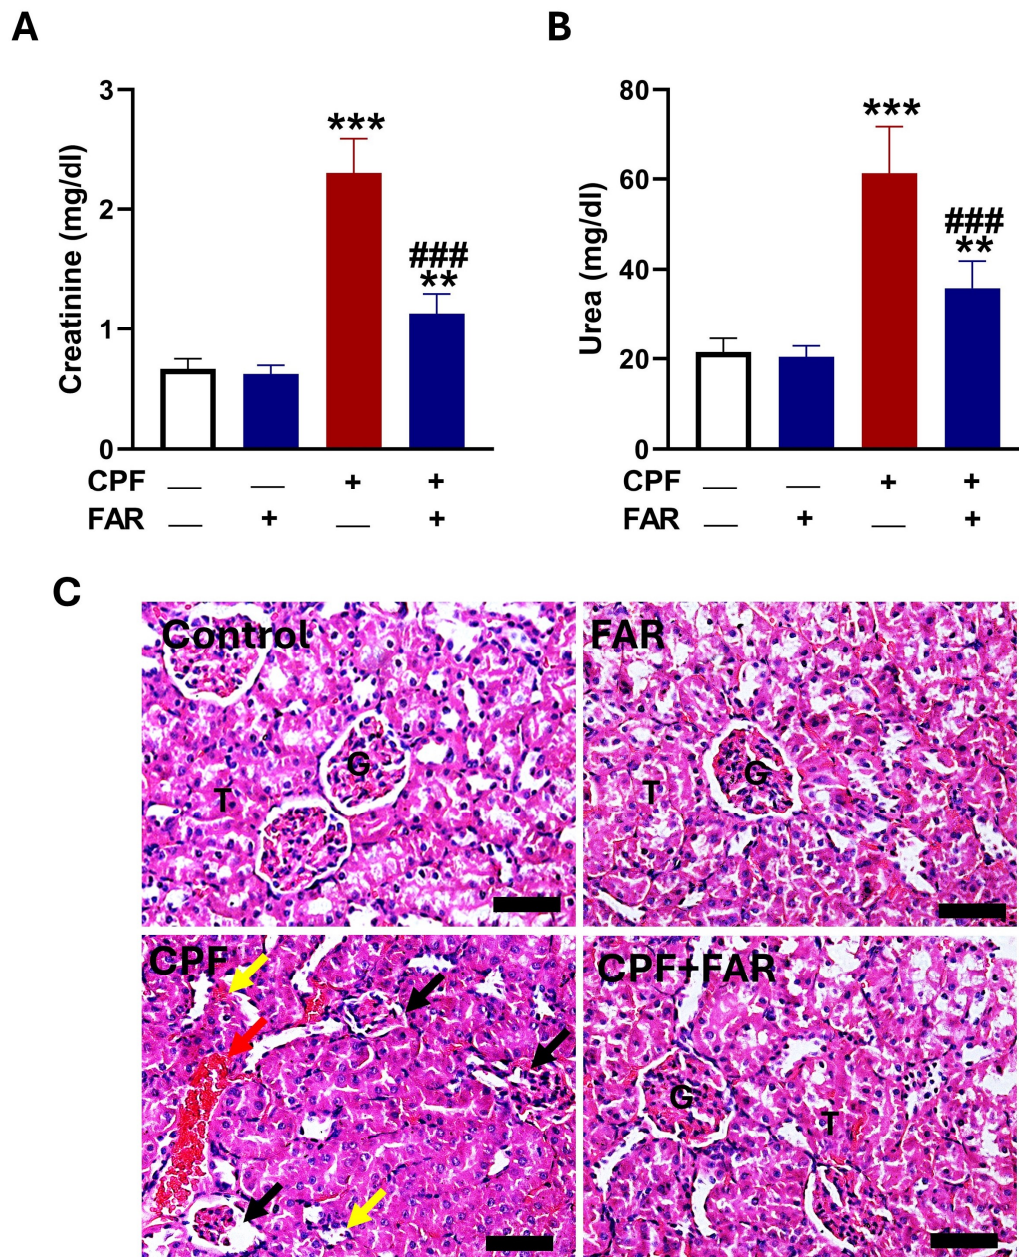 A
B
3
2
1
0
Creatinine (mg/dl)
***
###
**
CPF — — + +
FAR — + — +
80
60
40
20
0
Urea (mg/dl)
***
###
**
CPF — — + +
FAR — + — +
C
Control
G
T
FAR
G
T
CPF
CPF+FAR
G
T